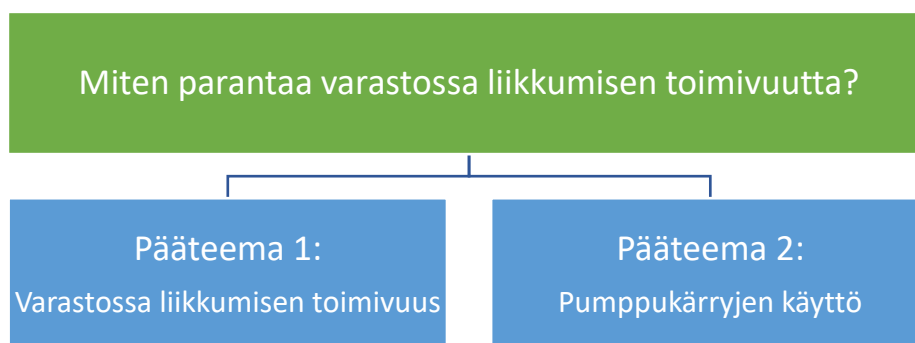 Miten parantaa varastossa liikkumisen toimivuutta?
Pääteema 1:
Varastossa liikkumisen toimivuus
Pääteema 2:
Pumppukärryjen käyttö